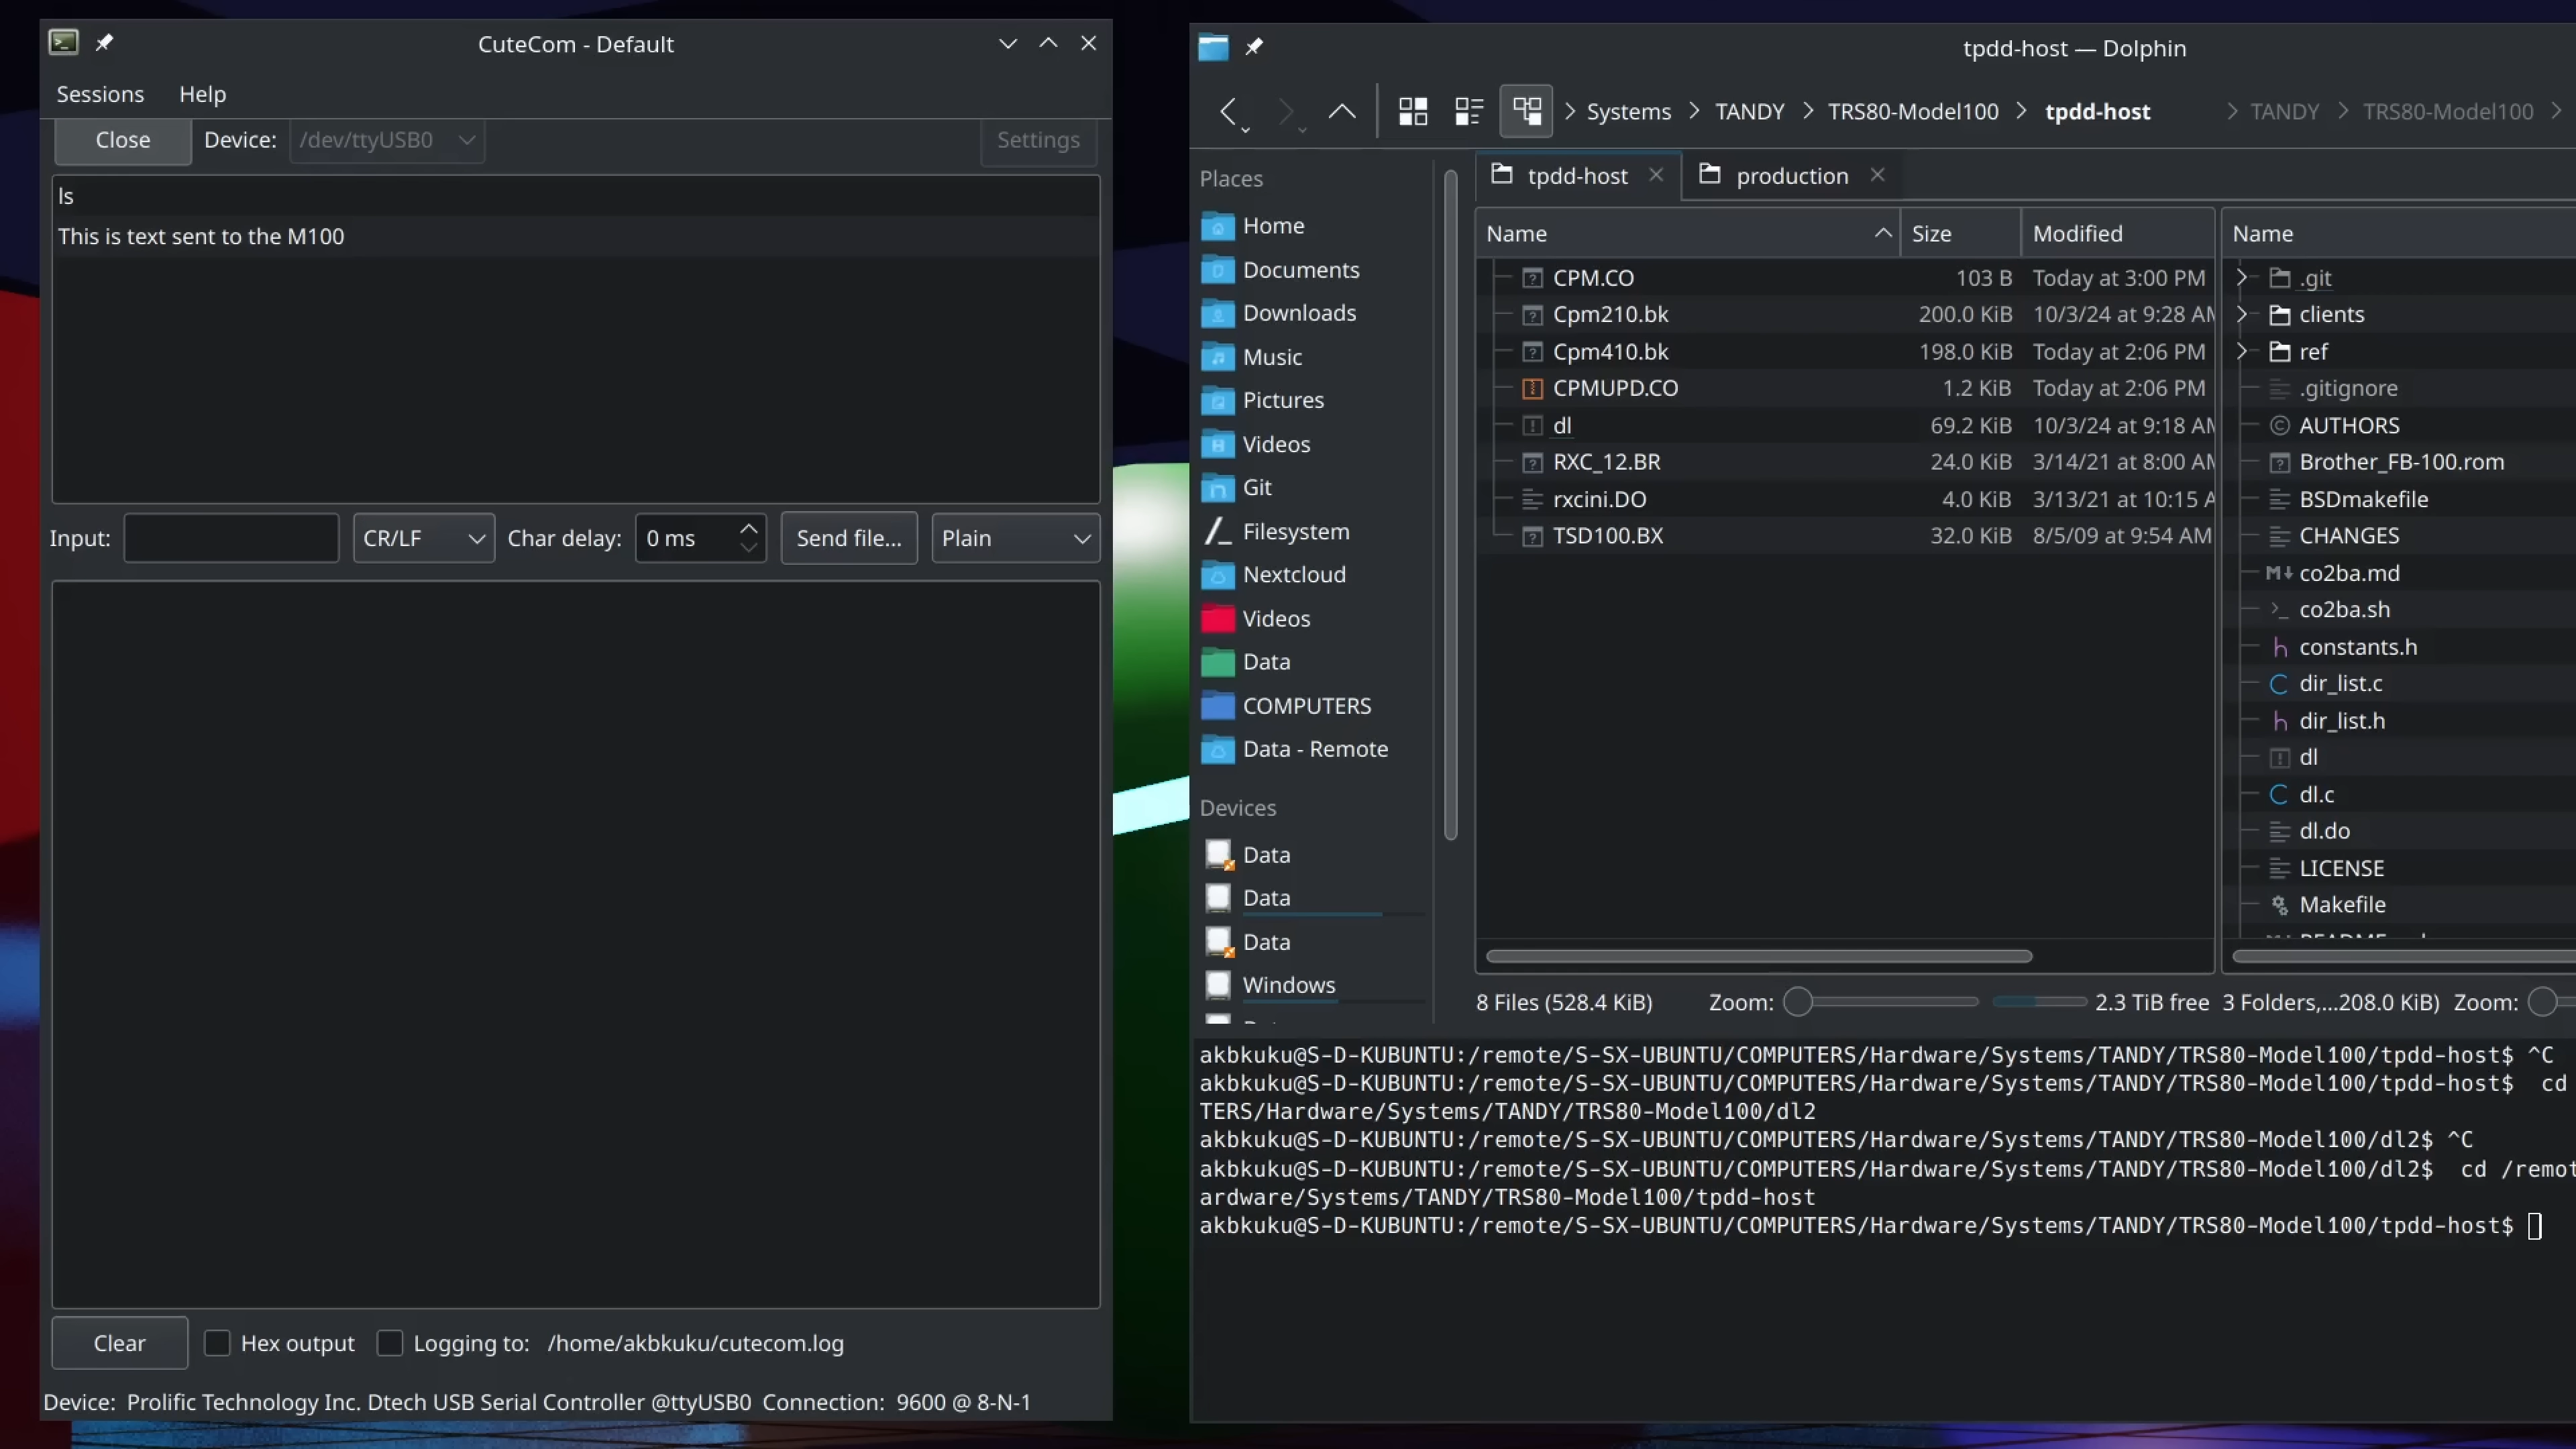 CuteCom - Default
Sessions Help
Close Device: /dev/ttyUSB0 Settings
ls
This is text sent to the M100
Input: CR/LF Char delay: 0 ms Send file... Plain
Clear Hex output Logging to: /home/akbkuku/cutecom.log
Device: Prolific Technology Inc. Dtech USB Serial Controller @ttyUSB0 Connection: 9600 @ 8-N-1
tpdd-host — Dolphin
> Systems > TANDY > TRS80-Model100 > tpdd-host > TANDY > TRS80-Model100 >
Places
Home
Documents
Downloads
Music
Pictures
Videos
Git
Filesystem
Nextcloud
Videos
Data
COMPUTERS
Data - Remote
Devices
Data
Data
Data
Windows
tpdd-host production
Name Size Modified
CPM.CO 103 B Today at 3:00 PM
Cpm210.bk 200.0 KiB 10/3/24 at 9:28 AM
Cpm410.bk 198.0 KiB Today at 2:06 PM
CPMUPD.CO 1.2 KiB Today at 2:06 PM
dl 69.2 KiB 10/3/24 at 9:18 AM
RXC_12.BR 24.0 KiB 3/14/21 at 8:00 AM
rxcini.DO 4.0 KiB 3/13/21 at 10:15 A
TSD100.BX 32.0 KiB 8/5/09 at 9:54 AM
8 Files (528.4 KiB) Zoom: 2.3 TiB free
Name
.git
clients
ref
.gitignore
AUTHORS
Brother_FB-100.rom
BSDmakefile
CHANGES
co2ba.md
co2ba.sh
constants.h
dir_list.c
dir_list.h
dl
dl.c
dl.do
LICENSE
Makefile
3 Folders,...208.0 KiB) Zoom:
akbkuku@S-D-KUBUNTU:/remote/S-SX-UBUNTU/COMPUTERS/Hardware/Systems/TANDY/TRS80-Model100/tpdd-host$ ^C
akbkuku@S-D-KUBUNTU:/remote/S-SX-UBUNTU/COMPUTERS/Hardware/Systems/TANDY/TRS80-Model100/tpdd-host$ cd
TERS/Hardware/Systems/TANDY/TRS80-Model100/dl2
akbkuku@S-D-KUBUNTU:/remote/S-SX-UBUNTU/COMPUTERS/Hardware/Systems/TANDY/TRS80-Model100/dl2$ ^C
akbkuku@S-D-KUBUNTU:/remote/S-SX-UBUNTU/COMPUTERS/Hardware/Systems/TANDY/TRS80-Model100/dl2$ cd /remot
ardware/Systems/TANDY/TRS80-Model100/tpdd-host
akbkuku@S-D-KUBUNTU:/remote/S-SX-UBUNTU/COMPUTERS/Hardware/Systems/TANDY/TRS80-Model100/tpdd-host$